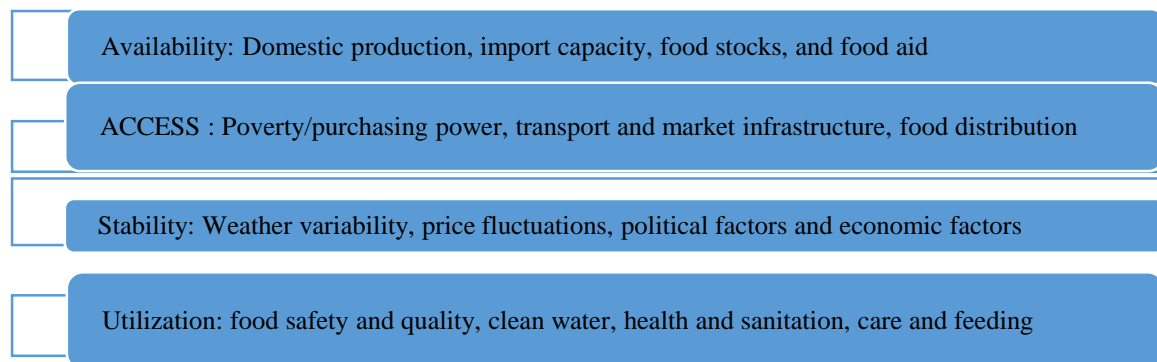 Availability: Domestic production, import capacity, food stocks, and food aid
ACCESS : Poverty/purchasing power, transport and market infrastructure, food distribution
Stability: Weather variability, price fluctuations, political factors and economic factors
Utilization: food safety and quality, clean water, health and sanitation, care and feeding